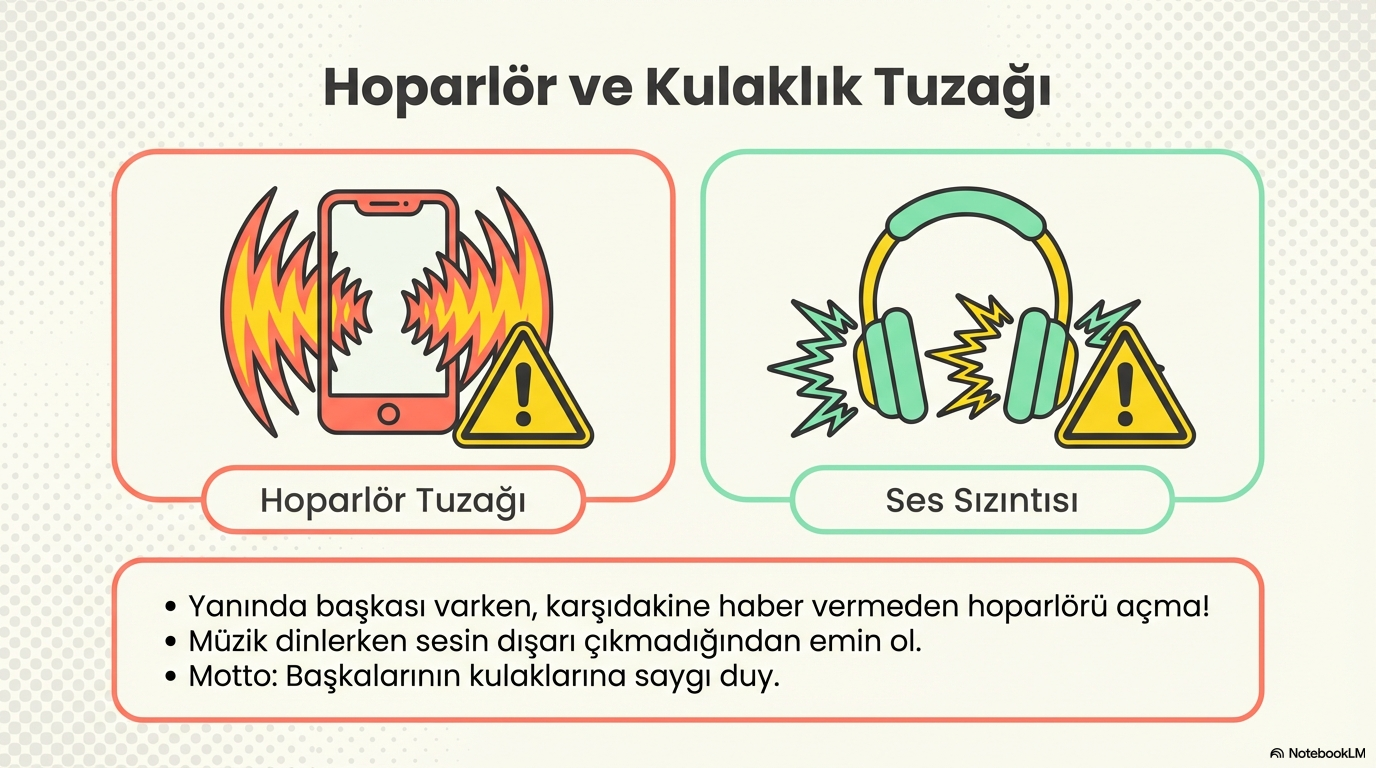 Hoparlör ve Kulaklık Tuzağı
Hoparlör Tuzağı
Ses Sızıntısı
• Yanında başkası varken, karşıdakine haber vermeden hoparlörü açma!
• Müzik dinlerken sesin dışarı çıkmadığından emin ol.
• Motto: Başkalarının kulaklarına saygı duy.
NotebookLM